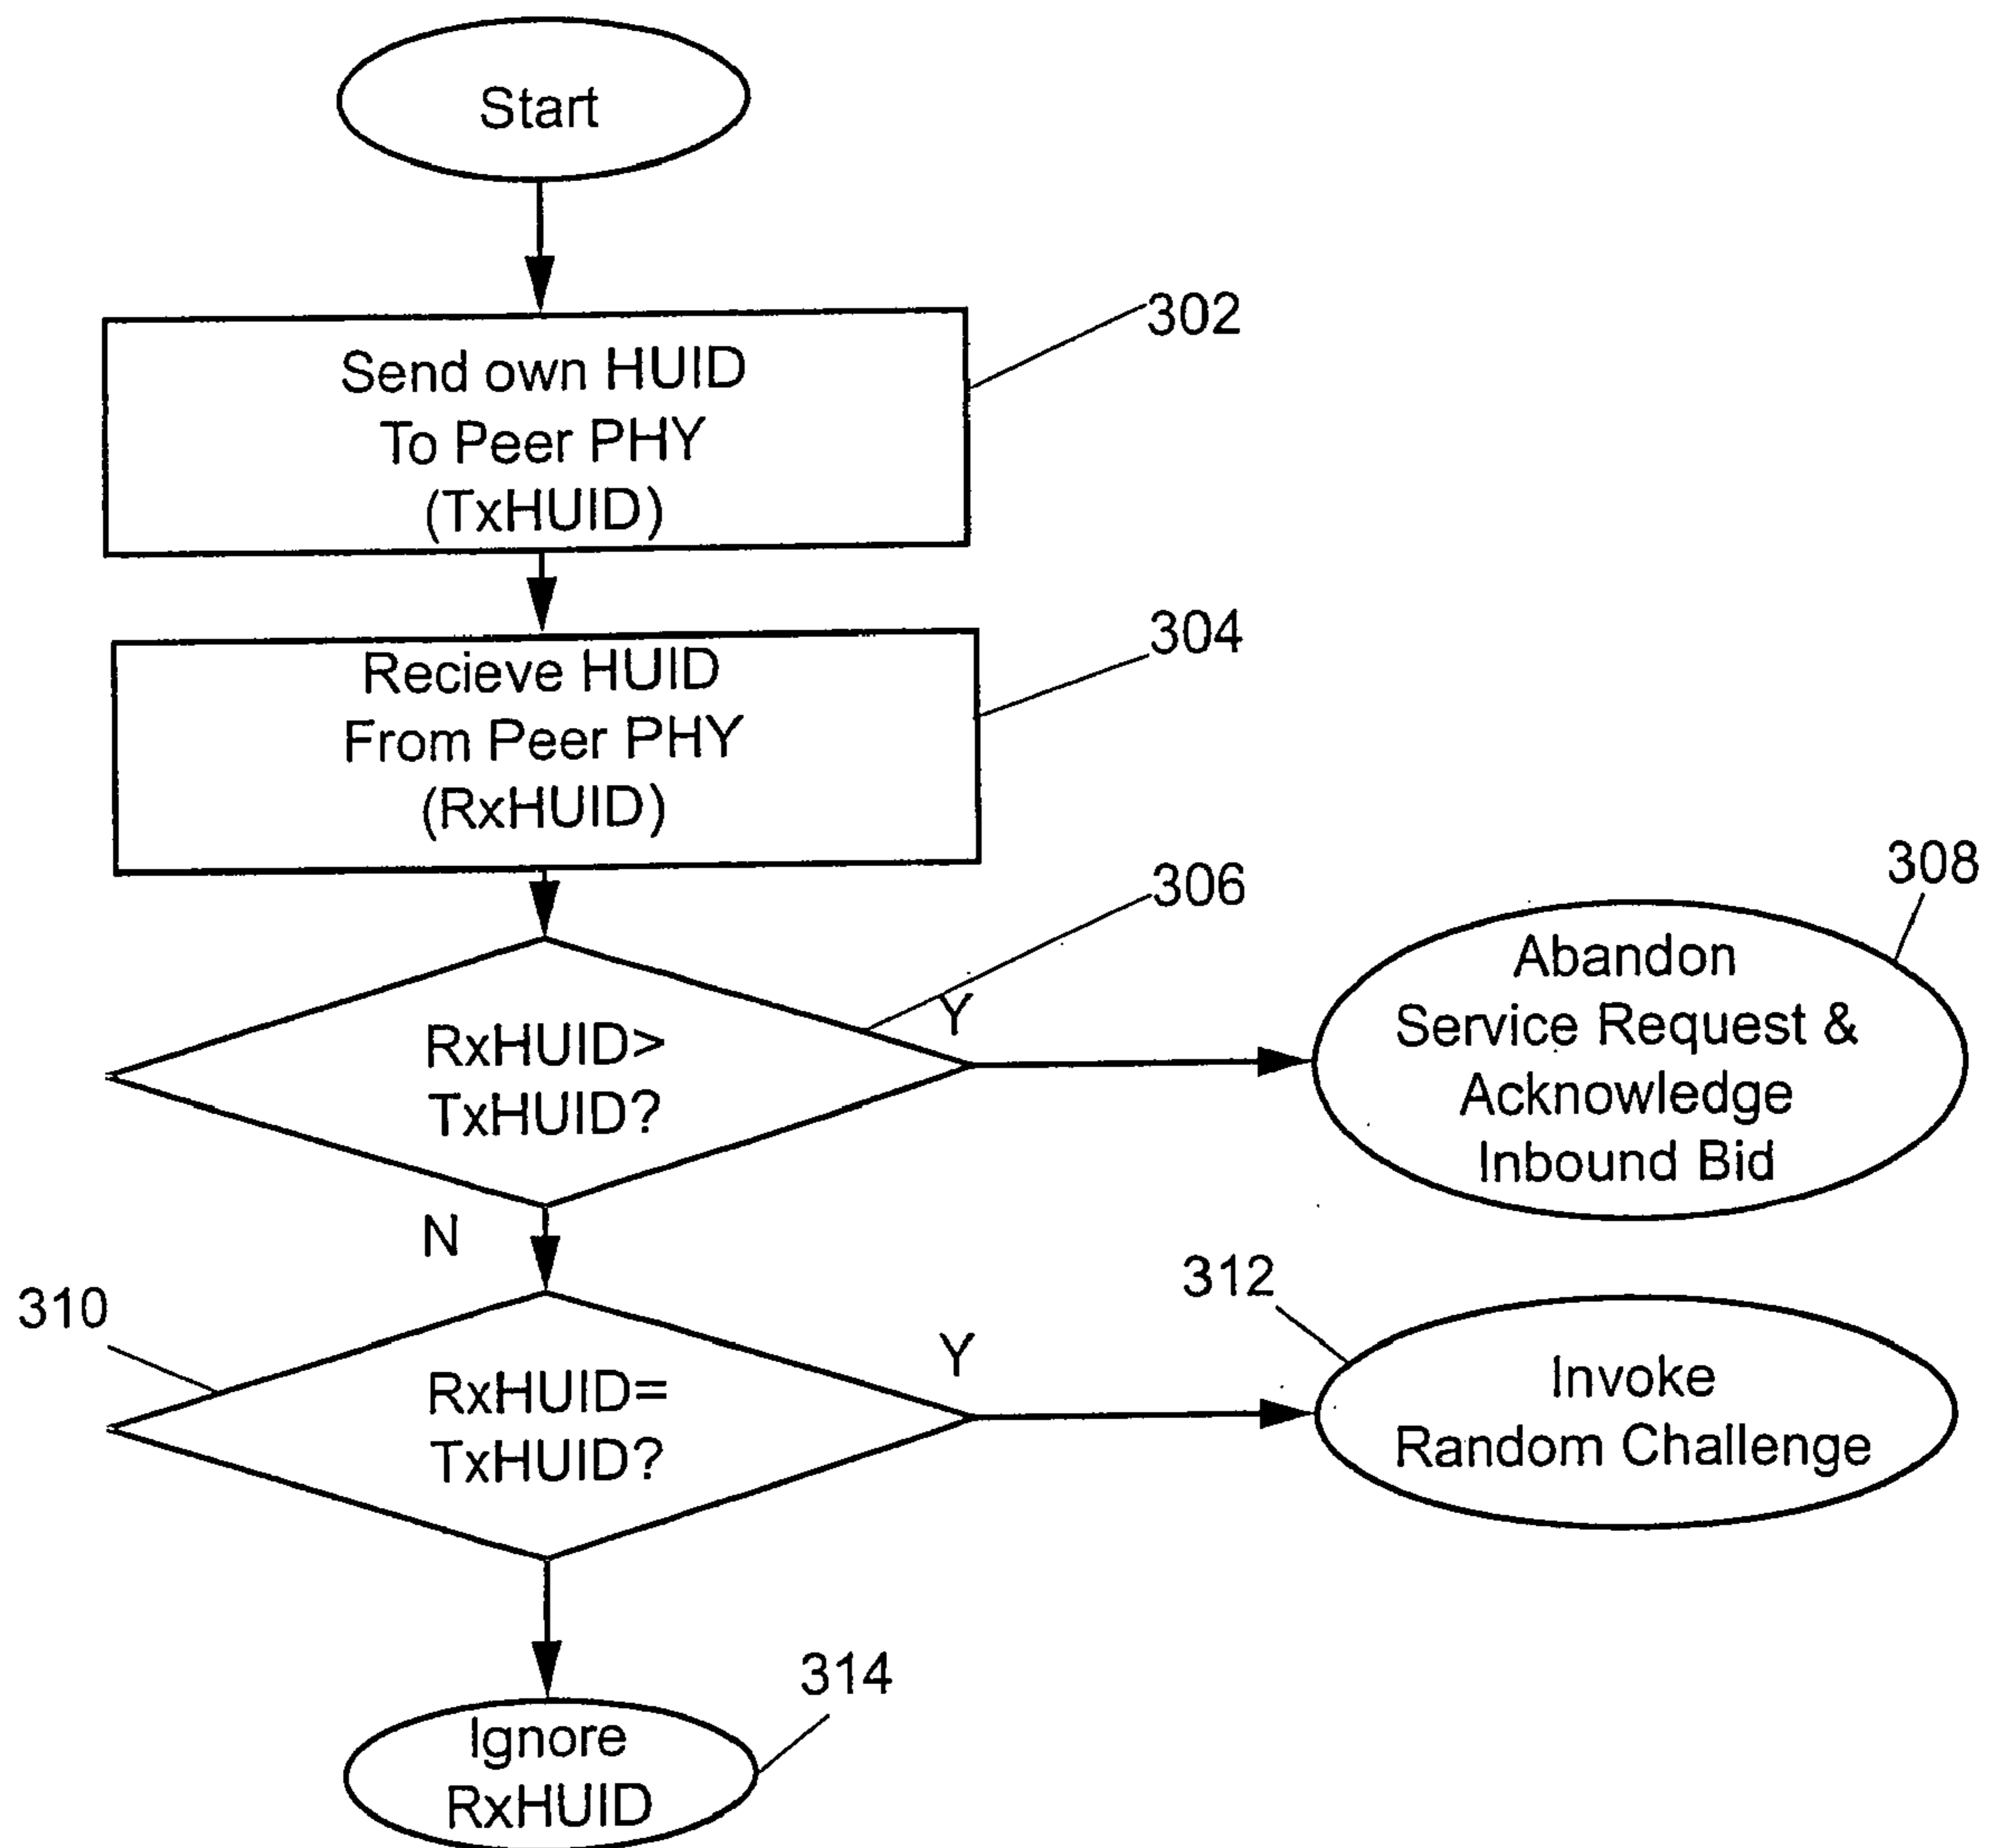 Start
302
Send own HUID
To Peer PHY
(TxHUID)
304
Recieve HUID
From Peer PHY
(RxHUID)
306
308
RxHUID>
TxHUID?
Y
Abandon
Service Request &
Acknowledge
Inbound Bid
N
310
312
RxHUID=
TxHUID?
Y
Invoke
Random Challenge
314
Ignore
RxHUID